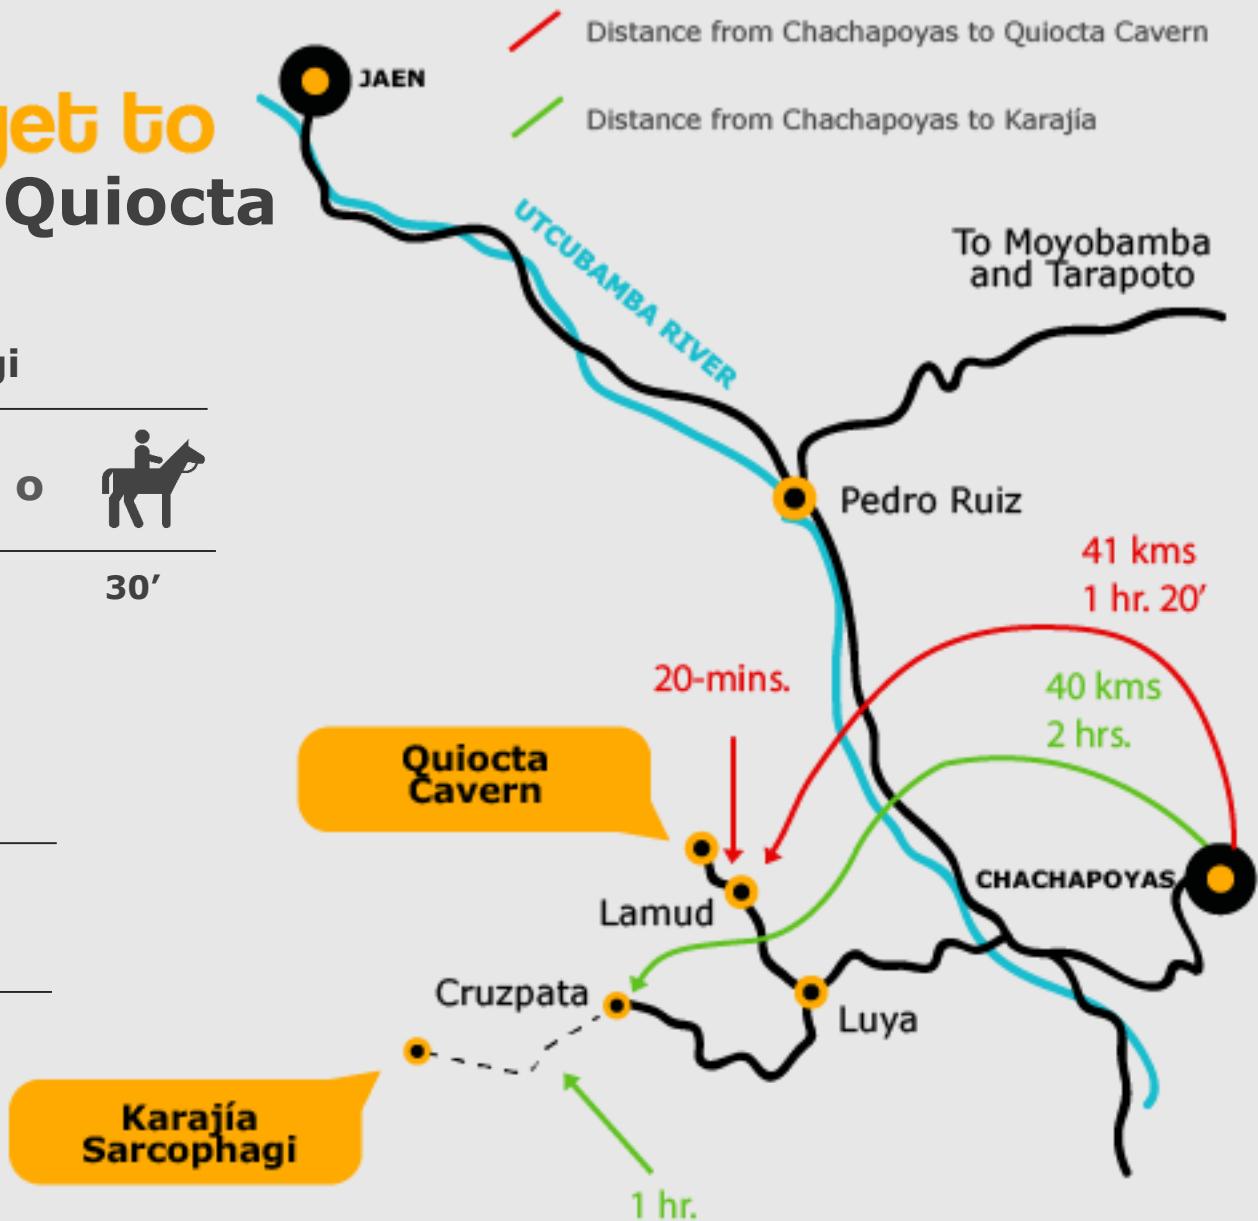 Distance from Chachapoyas to Quiocta Cavern
JAEN
get to
Distance from Chachapoyas to Karajía
Quiocta
UTCUBAMBA RIVER
To Moyobamba
and Tarapoto
o
Pedro Ruiz
41 kms
1 hr. 20’
30’
20-mins.
40 kms
2 hrs.
Quiocta
Cavern
CHACHAPOYAS
Lamud
Cruzpata
Luya
Karajía
Sarcophagi
1 hr.